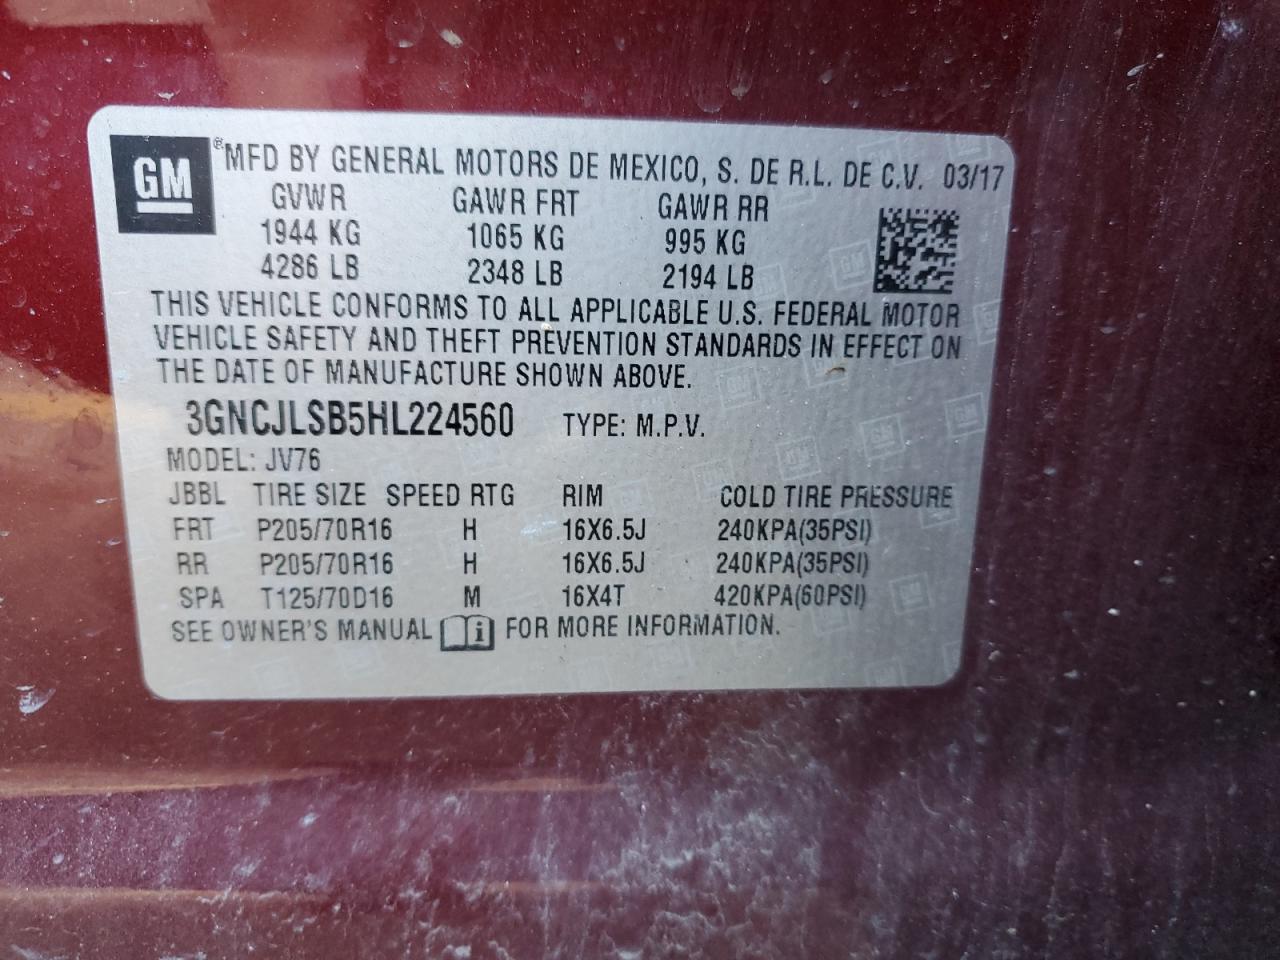 GM ® MFD BY GENERAL MOTORS DE MEXICO, S. DE R.L. DE C.V. 03/17
GVWR GAWR FRT GAWR RR
1944 KG 1065 KG 995 KG
4286 LB 2348 LB 2194 LB
THIS VEHICLE CONFORMS TO ALL APPLICABLE U.S. FEDERAL MOTOR
VEHICLE SAFETY AND THEFT PREVENTION STANDARDS IN EFFECT ON
THE DATE OF MANUFACTURE SHOWN ABOVE.
3GNCJLSB5HL224560 TYPE: M.P.V.
MODEL: JV76
JBBL TIRE SIZE SPEED RTG RIM COLD TIRE PRESSURE
FRT P205/70R16 H 16X6.5J 240KPA(35PSI)
RR P205/70R16 H 16X6.5J 240KPA(35PSI)
SPA T125/70D16 M 16X4T 420KPA(60PSI)
SEE OWNER'S MANUAL i FOR MORE INFORMATION.